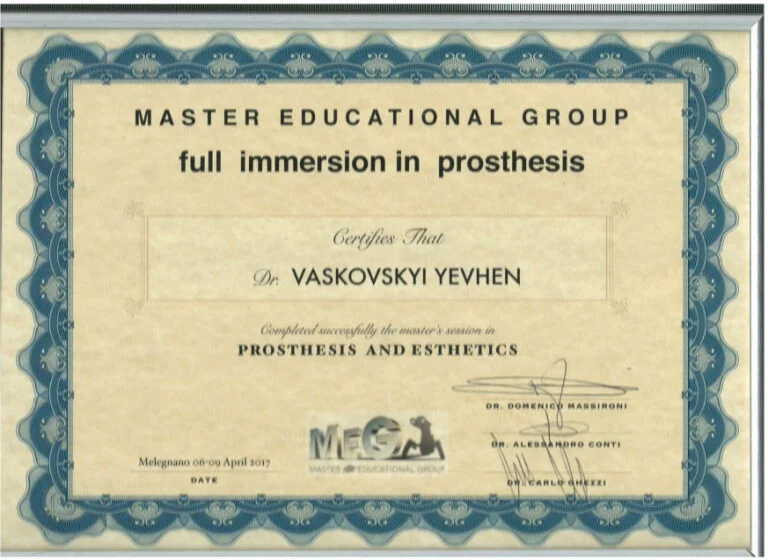 MASTER EDUCATIONAL GROUP
full immersion in prosthesis
Certifies That
Dr. VASKOVSKYI YEVHEN
Completed successfully the master's session in
PROSTHESIS AND ESTHETICS
DR. DOMENICO MASSIRONI
DR. ALESSANDRO CONTI
DR. CARLO GHEZZI
MEG
MASTER EDUCATIONAL GROUP
Melegnano 06-09 April 2017
DATE